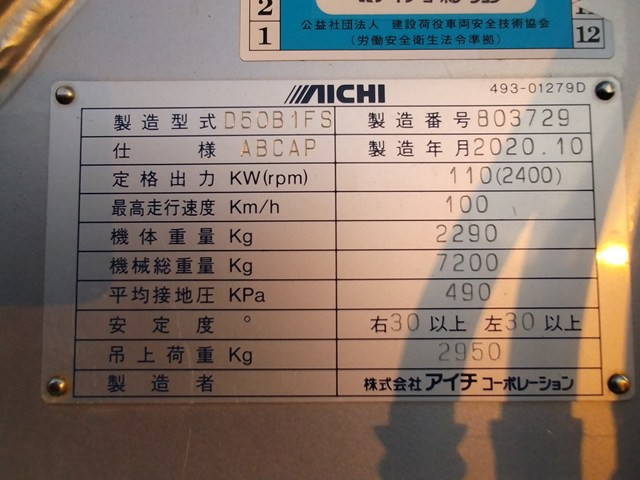 2
1
公益社団法人 建設荷役車両安全技術協会
(労働安全衛生法令準拠)
12
AICHI 493-01279D
製造型式 D50B1FS 製造番号 803729
仕様 ABCAP 製造年月 2020.10
定格出力 KW(rpm) 110(2400)
最高走行速度 Km/h 100
機体重量 Kg 2290
機械総重量 Kg 7200
平均接地圧 KPa 490
安定度 ° 右30以上 左30以上
吊上荷重 Kg 2950
製造者 株式会社 アイチ コーポレーション